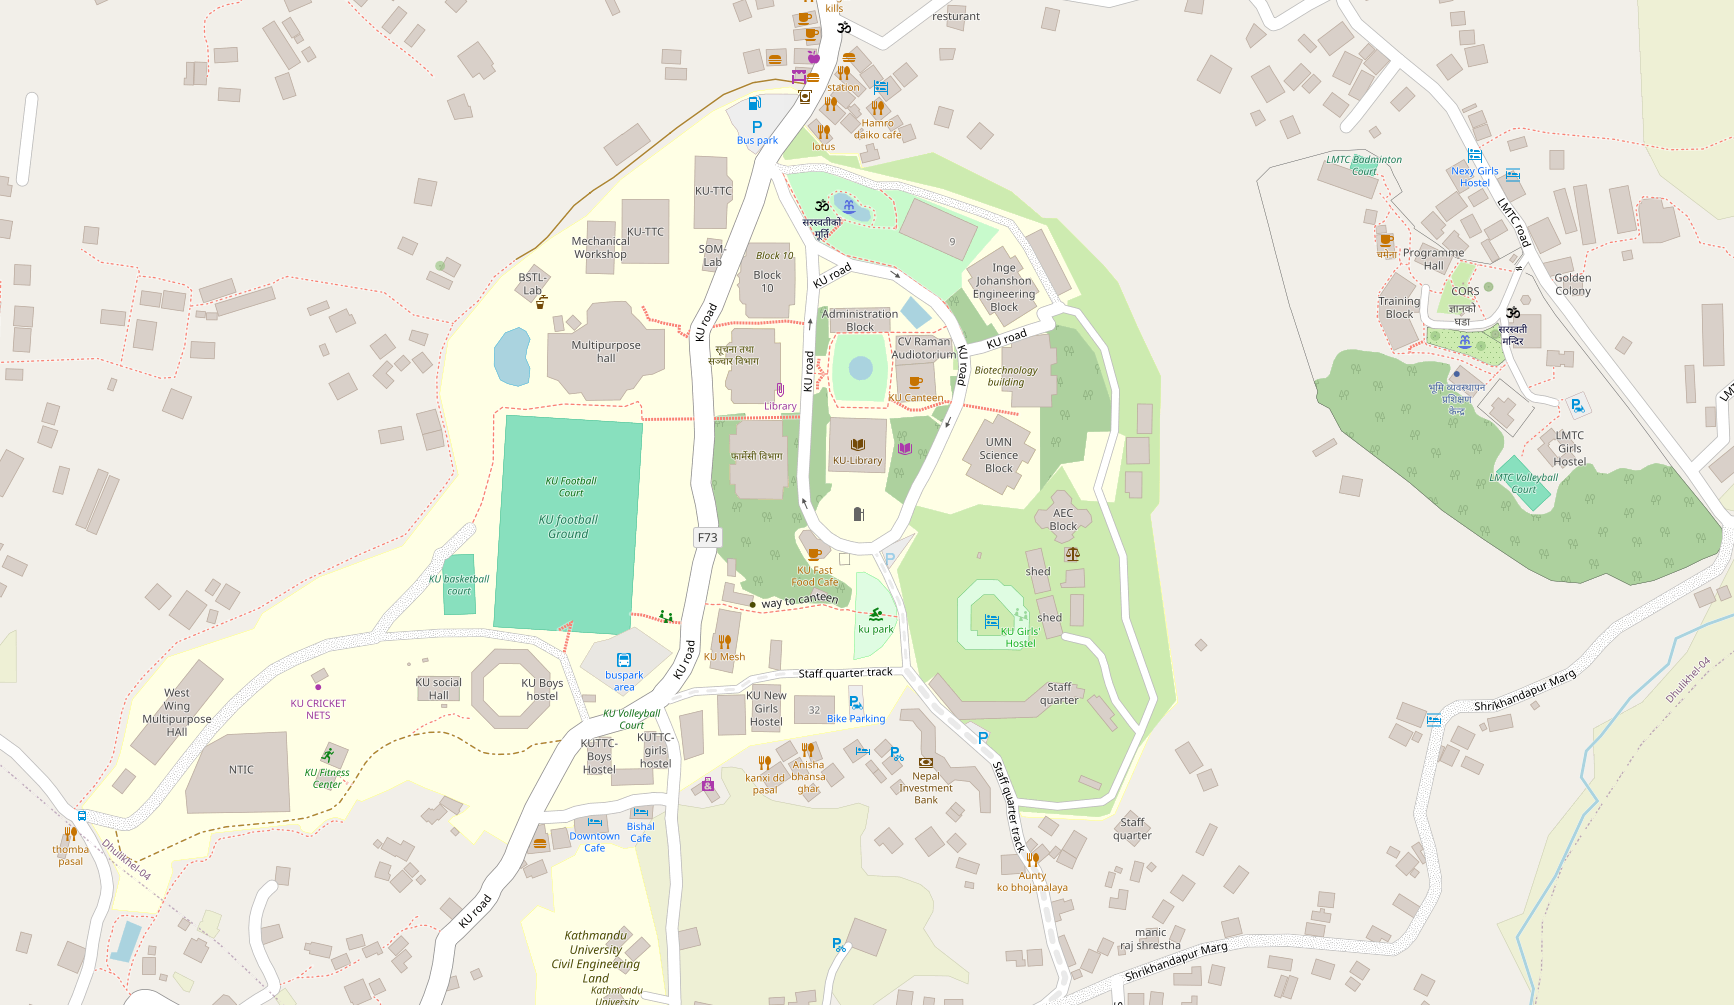 kills
resturant
station
Hamro
daiko cafe
lotus
Bus park
KU-TTC
KU-TTC
Mechanical
Workshop
SOM-
Lab
BSTL-
Lab
सरस्वतीको
मूर्ति
9
Block 10
Block
10
KU road
Inge
Johanshon
Engineering
Block
Administration
Block
KU road
KU road
KU road
KU road
CV Raman
Audiotorium
Multipurpose
hall
सूचना तथा
सञ्चार विभाग
Library
KU Canteen
Biotechnology
building
फार्मेसी विभाग
KU-Library
UMN
Science
Block
KU Football
Court
KU football
Ground
F73
AEC
Block
KU Fast
Food Cafe
way to canteen
shed
shed
ku park
KU Girls'
Hostel
KU basketball
court
KU Mesh
KU road
buspark
area
Staff quarter track
KU social
Hall
KU Boys
hostel
KU New
Girls
Hostel
32
Bike Parking
Staff
quarter
KU Volleyball
Court
West
Wing
Multipurpose
HAll
KU CRICKET
NETS
KUTTC-
Boys
Hostel
KUTTC-
girls
hostel
NTIC
KU Fitness
Center
kanxi dd
pasal
Anisha
bhansa
ghar
Nepal
Investment
Bank
Staff quarter track
Staff
quarter
thomba
pasal
Dhulikhel-04
Downtown
Cafe
Bishal
Cafe
Aunty
ko bhojanalaya
KU road
Kathmandu
University
Civil Engineering
Land
Kathmandu
University
manic
raj shrestha
Shrikhandapur Marg
Shrikhandapur Marg
Dhulikhel-04
LMTC Badminton
Court
Nexy Girls
Hostel
LMTC road
चमेना
Programme
Hall
Golden
Colony
CORS
ज्ञानको
घडा
Training
Block
सरस्वती
मन्दिर
भूमि व्यवस्थापन
प्रशिक्षण
केन्द्र
LMTC
Girls
Hostel
LMTC Volleyball
Court
LMT